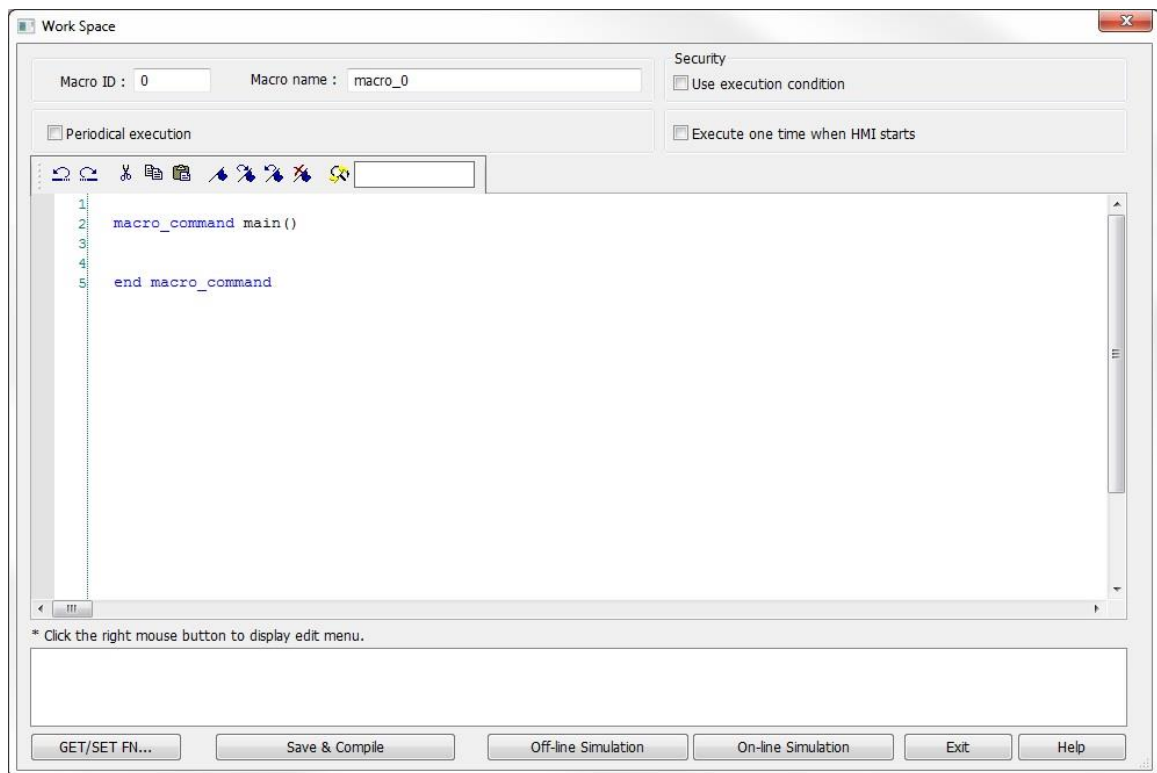 Work Space
Macro ID : 0 Macro name : macro_0
Security
Use execution condition
Periodical execution
Execute one time when HMI starts
1
2 macro_command main()
3
4
5 end macro_command
* Click the right mouse button to display edit menu.
GET/SET FN... Save & Compile Off-line Simulation On-line Simulation Exit Help